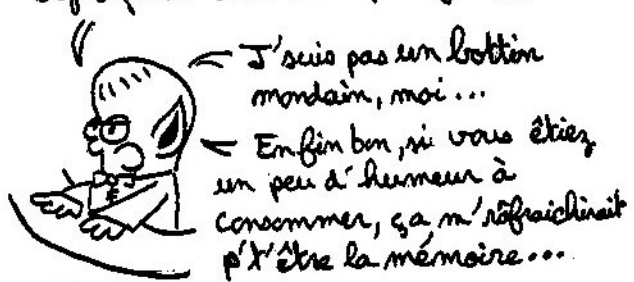 J'suis pas un bottin
mondain, moi...
Enfin bon, si vous êtiez
un peu d'humeur à
consommer, ça m'rafraichirait
p't'être la mémoire...